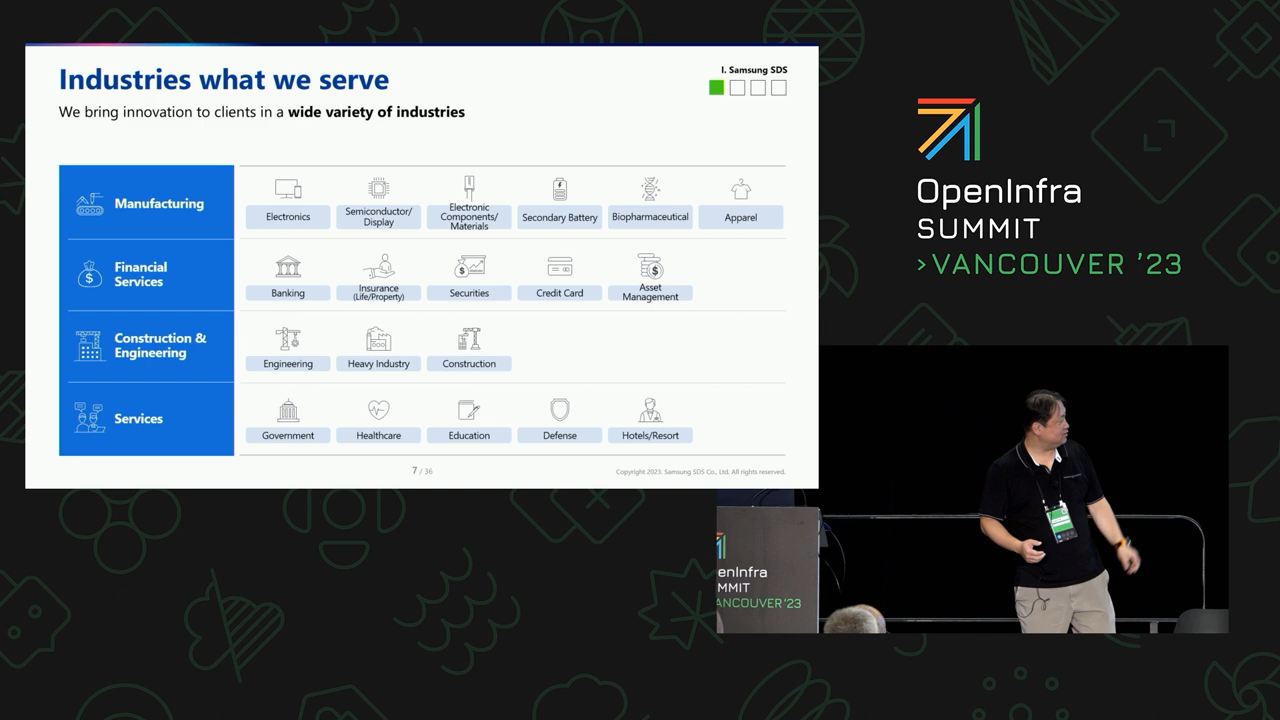 Industries what we serve
I. Samsung SDS
We bring innovation to clients in a wide variety of industries
Manufacturing
Electronics
Semiconductor/
Display
Electronic
Components/
Materials
Secondary Battery
Biopharmaceutical
Apparel
Financial
Services
Banking
Insurance
(Life/Property)
Securities
Credit Card
Asset
Management
Construction &
Engineering
Engineering
Heavy Industry
Construction
Services
Government
Healthcare
Education
Defense
Hotels/Resort
7 / 36
Copyright 2023. Samsung SDS Co., Ltd. All rights reserved.
OpenInfra
SUMMIT
>VANCOUVER '23
enInfra
MMIT
ANCOUVER '23